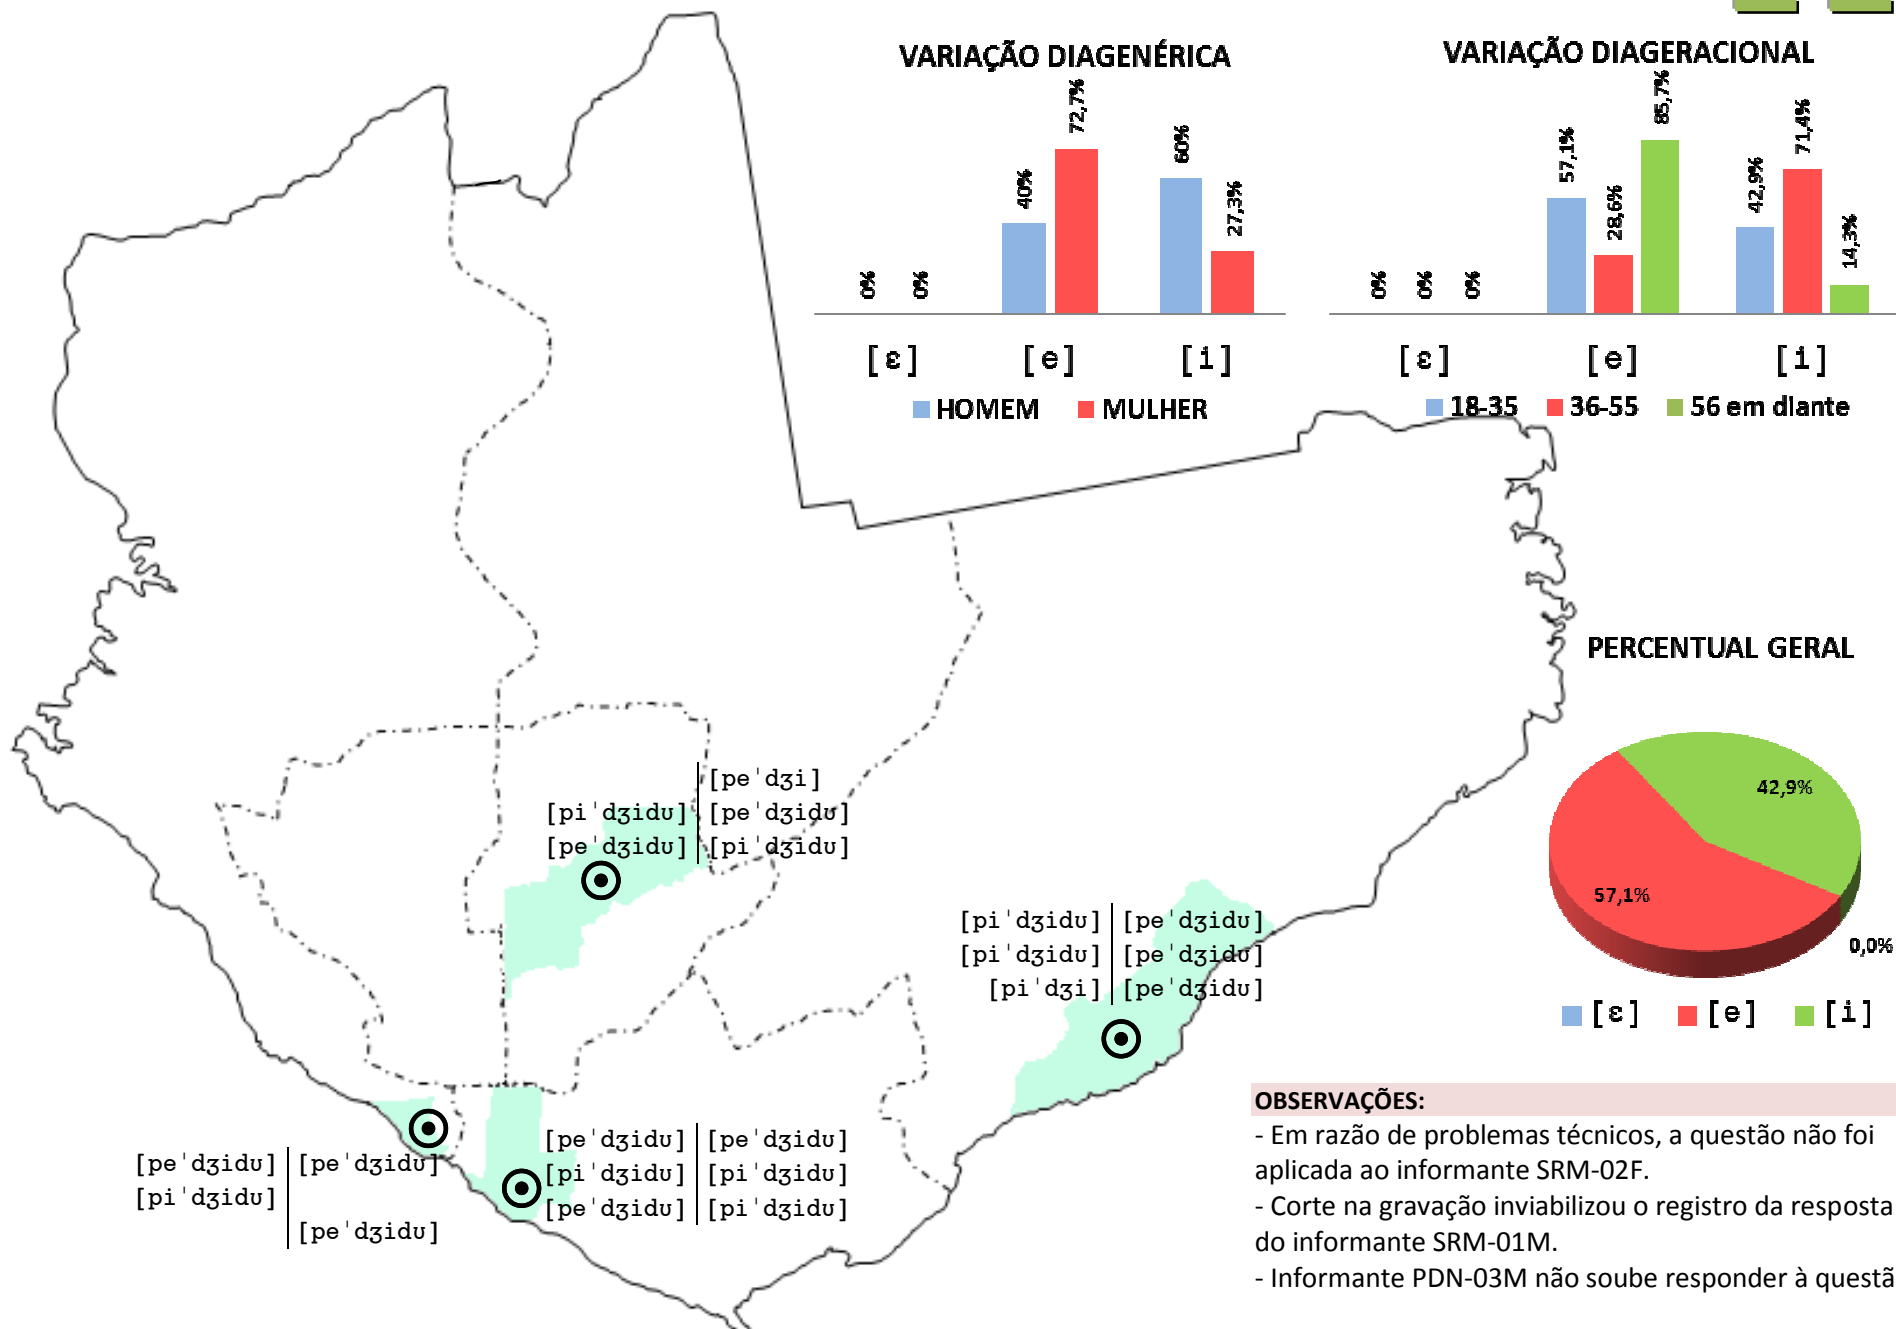 VARIAÇÃO DIAGENÉRICA
0% 0% 40% 72,7% 60% 27,3%
[ɛ] [e] [i]
HOMEM MULHER
VARIAÇÃO DIAGERACIONAL
0% 0% 0% 57,1% 28,6% 85,7% 42,9% 71,4% 14,3%
[ɛ] [e] [i]
18-35 36-55 56 em diante
PERCENTUAL GERAL
42,9%
57,1%
0,0%
[ɛ] [e] [i]
[peˈdʒi]
[piˈdʒidʊ] [peˈdʒidʊ]
[peˈdʒidʊ] [piˈdʒidʊ]
[piˈdʒidʊ] [peˈdʒidʊ]
[piˈdʒidʊ] [peˈdʒidʊ]
[piˈdʒi] [peˈdʒidʊ]
[peˈdʒidʊ] [peˈdʒidʊ]
[piˈdʒidʊ]
[peˈdʒidʊ]
[peˈdʒidʊ] [peˈdʒidʊ]
[piˈdʒidʊ] [piˈdʒidʊ]
[peˈdʒidʊ] [piˈdʒidʊ]
OBSERVAÇÕES:
- Em razão de problemas técnicos, a questão não foi
aplicada ao informante SRM-02F.
- Corte na gravação inviabilizou o registro da resposta
do informante SRM-01M.
- Informante PDN-03M não soube responder à questã